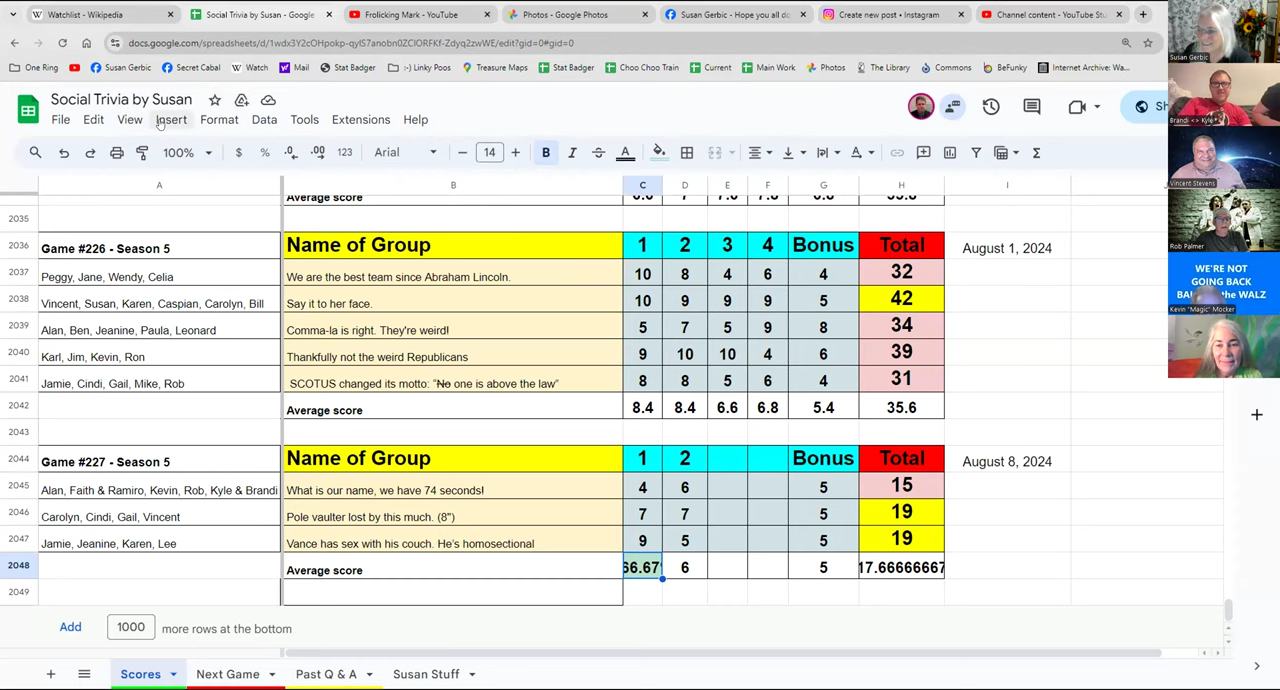 Watchlist - Wikipedia
Social Trivia by Susan - Google
Frolicking Mark - YouTube
Photos - Google Photos
Susan Gerbic - Hope you all do
Create new post • Instagram
Channel content - YouTube Stu
docs.google.com/spreadsheets/d/1wdx3Y2cOHpokp-qyIS7anobn0ZClORFKf-Zdyq2zwWE/edit?gid=0#gid=0
One Ring
Susan Gerbic
Secret Cabal
Watch
Mail
Stat Badger
:-) Linky Poos
Template Maps
Stat Badger
Choo Choo Train
Current
Main Work
Photos
The Library
Commons
BeFunky
Internet Archive: Wa...
Social Trivia by Susan
File Edit View Insert Format Data Tools Extensions Help
Sh
100% $ % .0 .00 123 Arial 14 B I S A
A B C D E F G H I
Average score 7
2035
2036 Game #226 - Season 5 Name of Group 1 2 3 4 Bonus Total August 1, 2024
2037 Peggy, Jane, Wendy, Celia We are the best team since Abraham Lincoln. 10 8 4 6 4 32
2038 Vincent, Susan, Karen, Caspian, Carolyn, Bill Say it to her face. 10 9 9 9 5 42
2039 Alan, Ben, Jeanine, Paula, Leonard Comma-la is right. They're weird! 5 7 5 9 8 34
2040 Karl, Jim, Kevin, Ron Thankfully not the weird Republicans 9 10 10 4 6 39
2041 Jamie, Cindi, Gail, Mike, Rob SCOTUS changed its motto: "No one is above the law" 8 8 5 6 4 31
2042 Average score 8.4 8.4 6.6 6.8 5.4 35.6
2043
2044 Game #227 - Season 5 Name of Group 1 2 Bonus Total August 8, 2024
2045 Alan, Faith & Ramiro, Kevin, Rob, Kyle & Brandi What is our name, we have 74 seconds! 4 6 5 15
2046 Carolyn, Cindi, Gail, Vincent Pole vaulter lost by this much. (8") 7 7 5 19
2047 Jamie, Jeanine, Karen, Lee Vance has sex with his couch. He's homosectional 9 5 5 19
2048 Average score 66.67 6 5 17.66666667
2049
Add 1000 more rows at the bottom
Scores Next Game Past Q & A Susan Stuff
Susan Gerbic
Brandi <> Kyle
Vincent Stevens
Rob Palmer
WE'RE NOT
GOING BACK
the WALZ
Kevin "Magic" Mocker